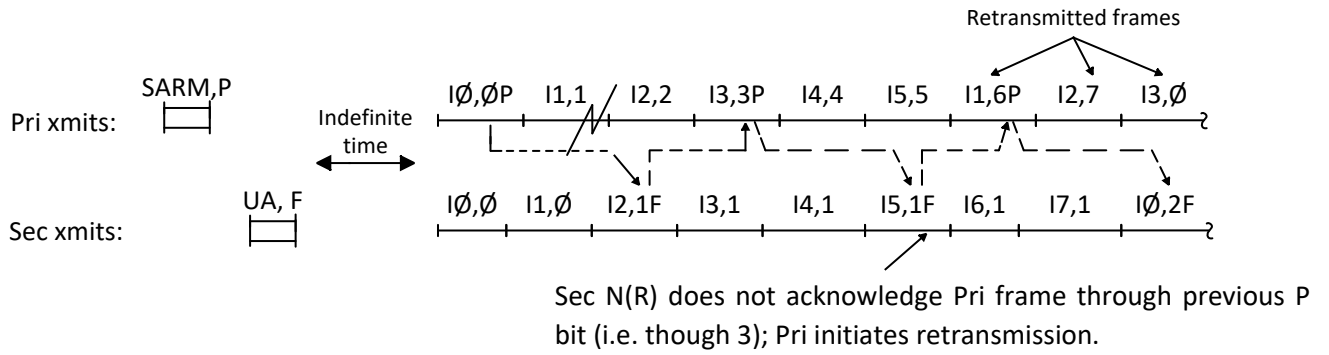 Retransmitted frames
SARM,P
IØ,ØP I1,1 I2,2 I3,3P I4,4 I5,5 I1,6P I2,7 I3,Ø
Pri xmits:
Indefinite
time
UA, F
IØ,Ø I1,Ø I2,1F I3,1 I4,1 I5,1F I6,1 I7,1 IØ,2F
Sec xmits:
Sec N(R) does not acknowledge Pri frame through previous P
bit (i.e. though 3); Pri initiates retransmission.